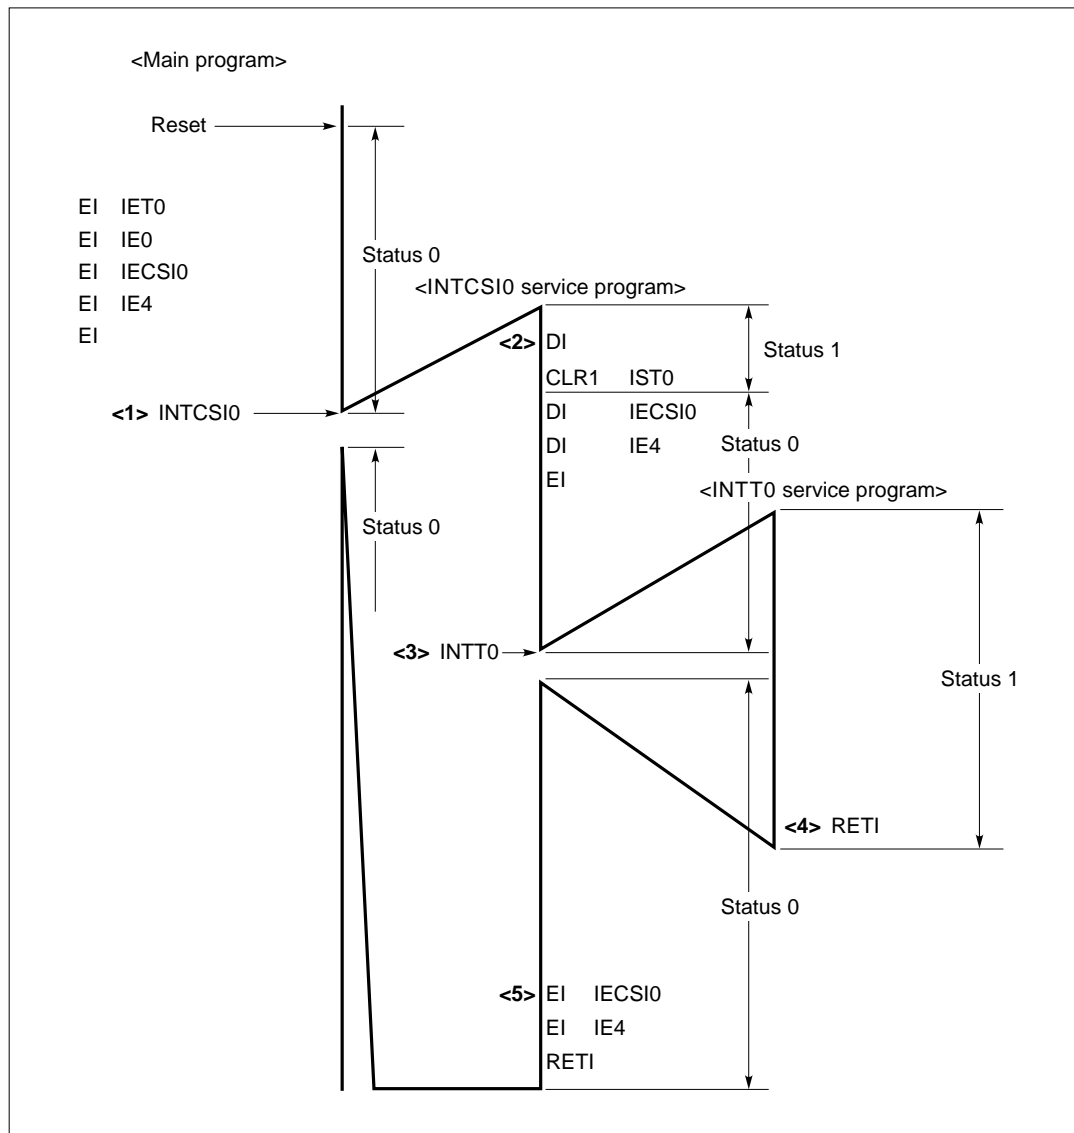 <Main program>
Reset
EI IET0
EI IE0
EI IECSI0
EI IE4
EI
Status 0
<INTCSI0 service program>
<1> INTCSI0
<2> DI
CLR1 IST0
DI IECSI0
DI IE4
EI
Status 1
Status 0
<INTT0 service program>
Status 0
<3> INTT0
Status 1
<4> RETI
Status 0
<5> EI IECSI0
EI IE4
RETI